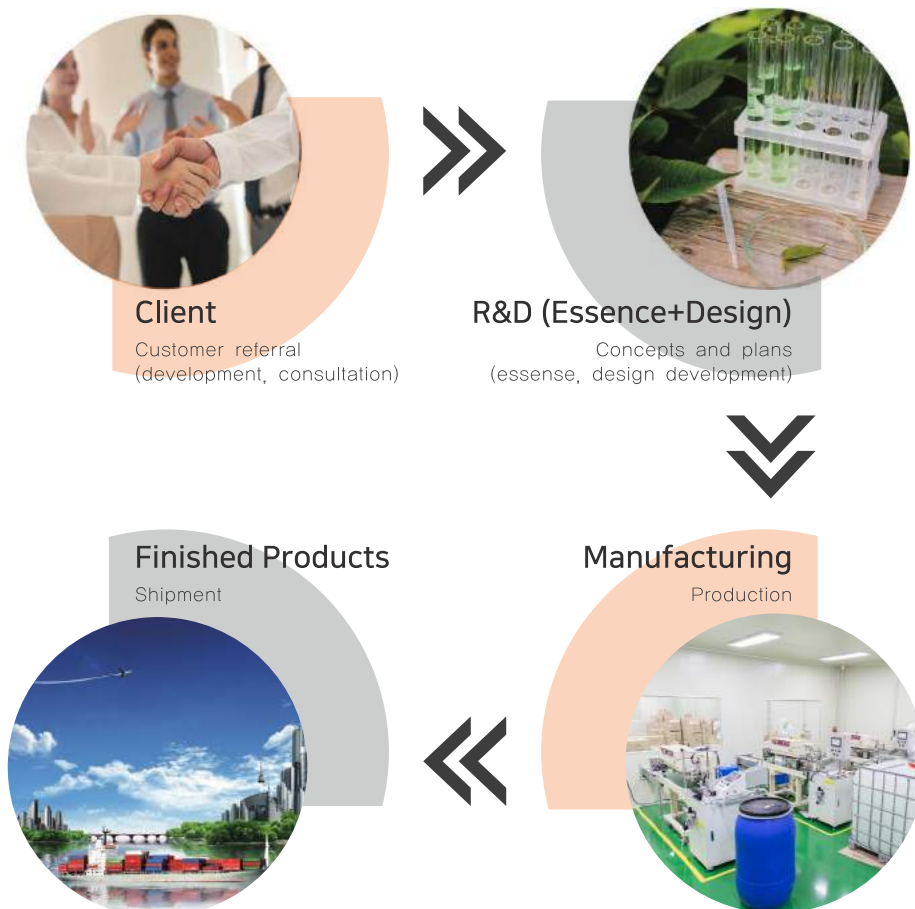 Client
Customer referral
(development, consultation)
R&D (Essence+Design)
Concepts and plans
(essense, design development)
Manufacturing
Production
Finished Products
Shipment